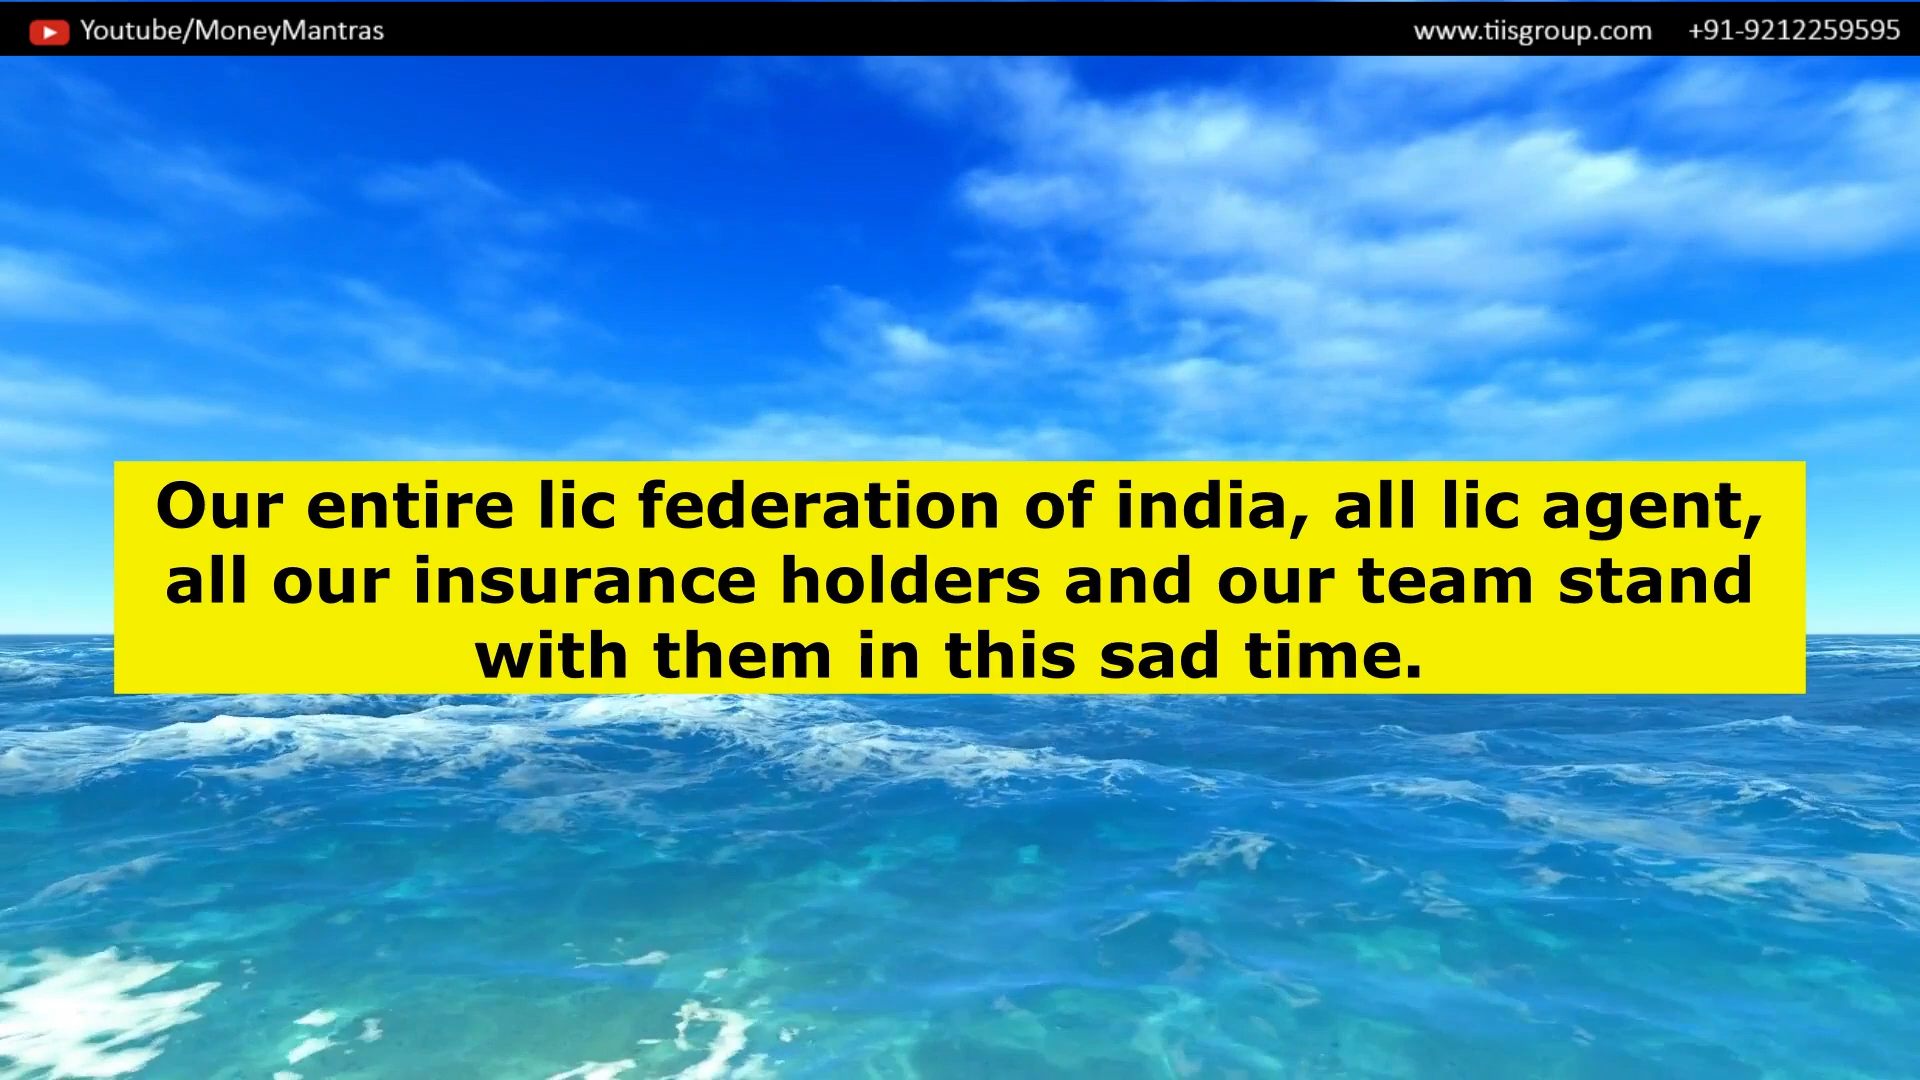 Youtube/MoneyMantras www.tiisgroup.com +91-9212259595
Our entire lic federation of india, all lic agent,
all our insurance holders and our team stand
with them in this sad time.